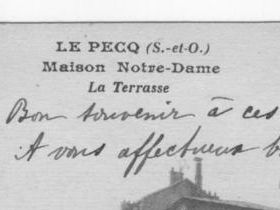 LE PECQ (S.-et-O.)
Maison Notre-Dame
La Terrasse
Bon souvenir à ces
A vous affectueux b